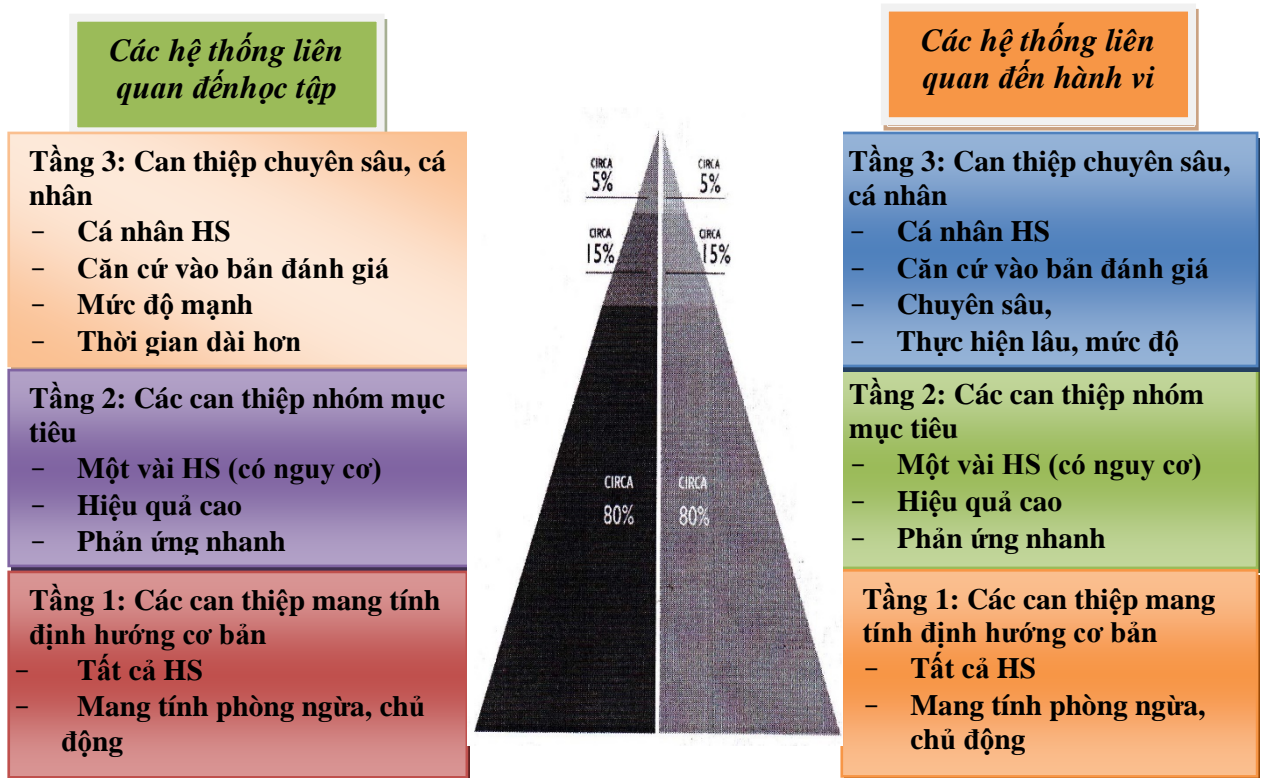 Các hệ thống liên
quan đếnhọc tập
Tầng 3: Can thiệp chuyên sâu, cá
nhân
- Cá nhân HS
- Căn cứ vào bản đánh giá
- Mức độ mạnh
- Thời gian dài hơn
Tầng 2: Các can thiệp nhóm mục
tiêu
- Một vài HS (có nguy cơ)
- Hiệu quả cao
- Phản ứng nhanh
Tầng 1: Các can thiệp mang tính
định hướng cơ bản
- Tất cả HS
- Mang tính phòng ngừa, chủ
động
CIRCA
5%
CIRCA
5%
CIRCA
15%
CIRCA
15%
CIRCA
80%
CIRCA
80%
Các hệ thống liên
quan đến hành vi
Tầng 3: Can thiệp chuyên sâu,
cá nhân
- Cá nhân HS
- Căn cứ vào bản đánh giá
- Chuyên sâu,
- Thực hiện lâu, mức độ
Tầng 2: Các can thiệp nhóm
mục tiêu
- Một vài HS (có nguy cơ)
- Hiệu quả cao
- Phản ứng nhanh
Tầng 1: Các can thiệp mang
tính định hướng cơ bản
- Tất cả HS
- Mang tính phòng ngừa,
chủ động